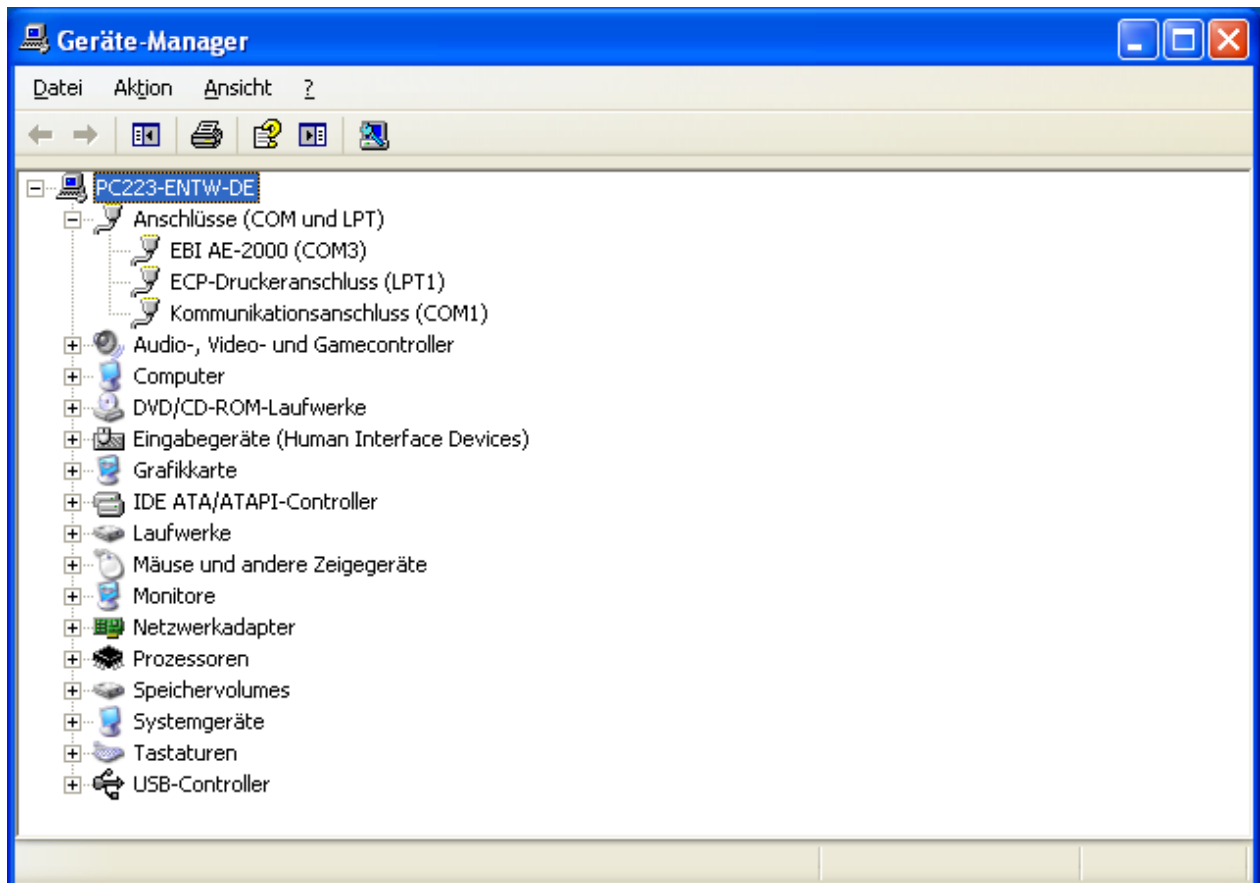 Geräte-Manager
Datei Aktion Ansicht ?
PC223-ENTW-DE
Anschlüsse (COM und LPT)
EBI AE-2000 (COM3)
ECP-Druckeranschluss (LPT1)
Kommunikationsanschluss (COM1)
Audio-, Video- und Gamecontroller
Computer
DVD/CD-ROM-Laufwerke
Eingabegeräte (Human Interface Devices)
Grafikkarte
IDE ATA/ATAPI-Controller
Laufwerke
Mäuse und andere Zeigegeräte
Monitore
Netzwerkadapter
Prozessoren
Speichervolumes
Systemgeräte
Tastaturen
USB-Controller